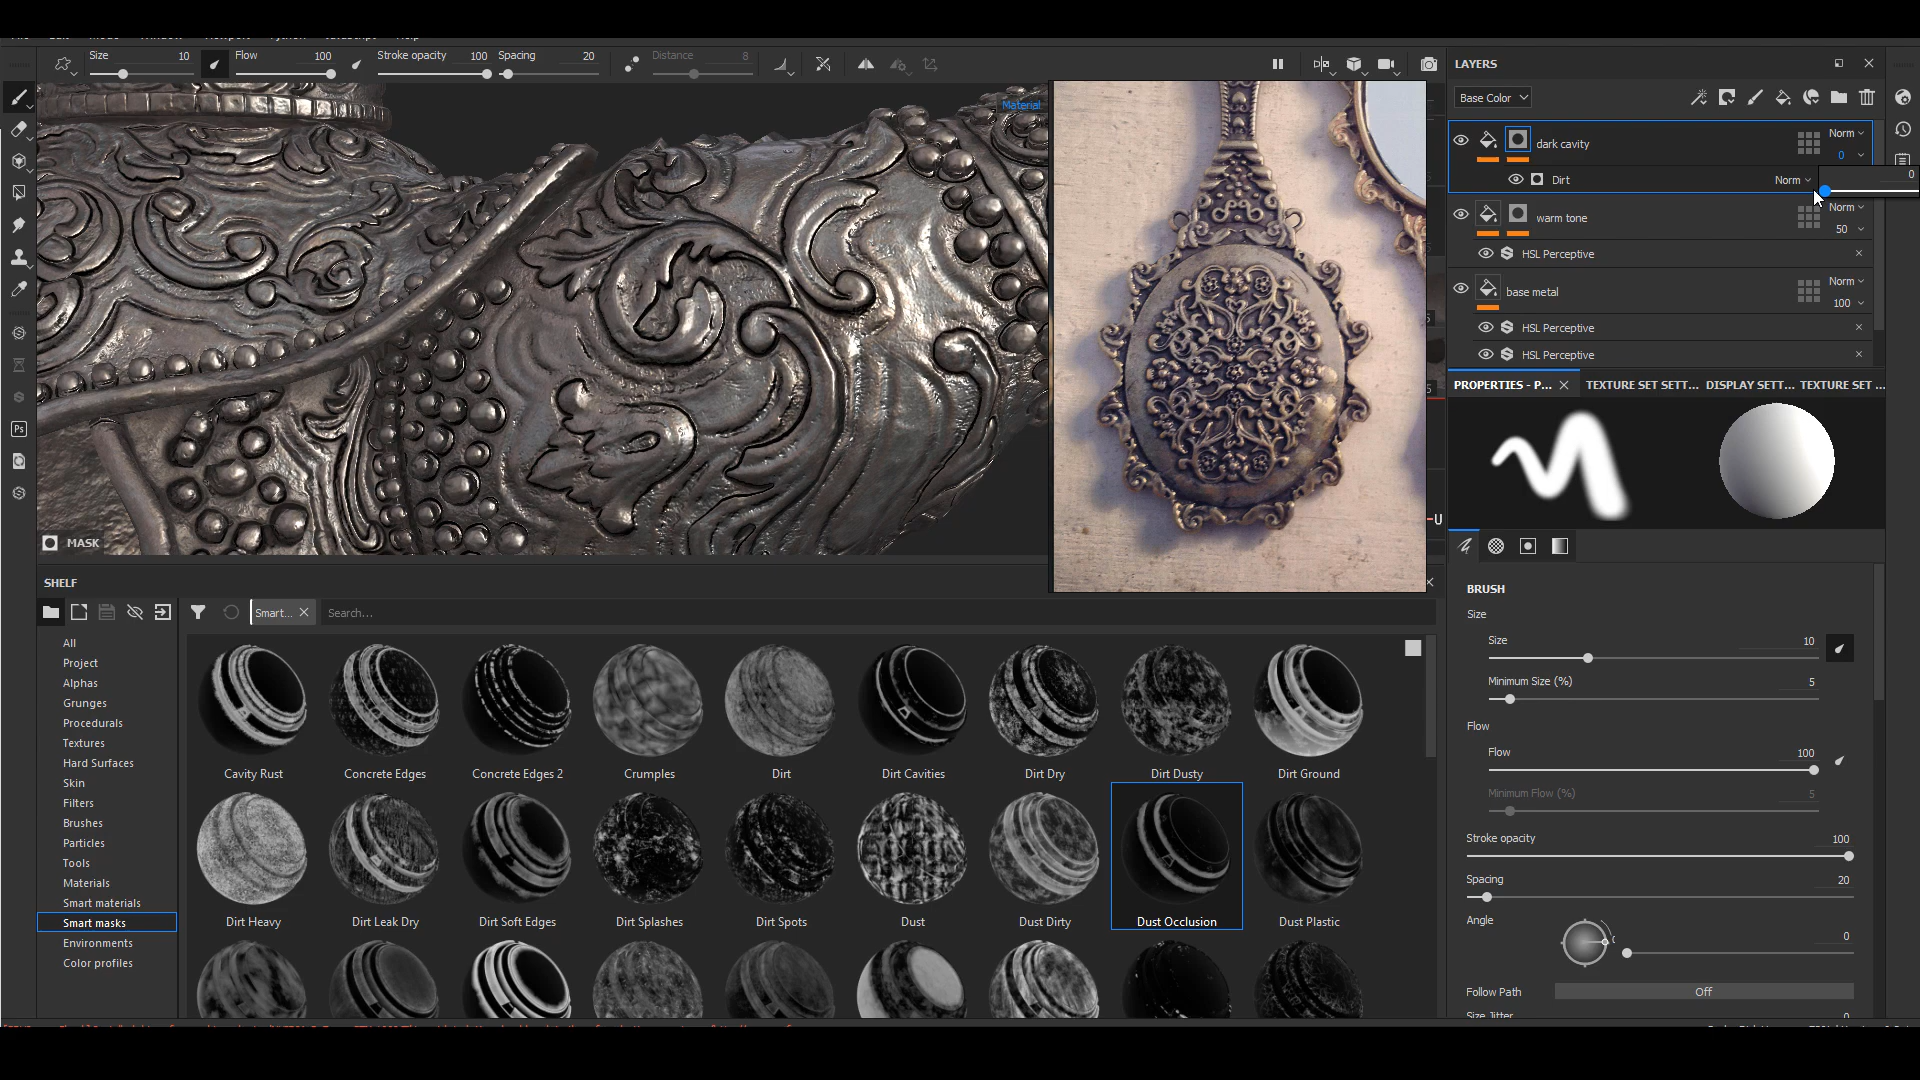 Size 10 Flow 100 Stroke opacity 100 Spacing 20 Distance 8
Material
MASK
LAYERS
Base Color
dark cavity Norm
0
Dirt Norm
0
warm tone Norm
50
HSL Perceptive
base metal Norm
100
HSL Perceptive
HSL Perceptive
PROPERTIES - P... TEXTURE SET SETT... DISPLAY SETT... TEXTURE SET ...
BRUSH
Size
Size 10
Minimum Size (%) 5
Flow
Flow 100
Minimum Flow (%) 5
Stroke opacity 100
Spacing 20
Angle
0
Follow Path Off
Size Jitter 0
Ps
SHELF
Smart... Search...
All
Project
Alphas
Grunges
Procedurals
Textures
Hard Surfaces
Skin
Filters
Brushes
Particles
Tools
Materials
Smart materials
Smart masks
Environments
Color profiles
Cavity Rust Concrete Edges Concrete Edges 2 Crumples Dirt Dirt Cavities Dirt Dry Dirt Dusty Dirt Ground
Dirt Heavy Dirt Leak Dry Dirt Soft Edges Dirt Splashes Dirt Spots Dust Dust Dirty Dust Occlusion Dust Plastic